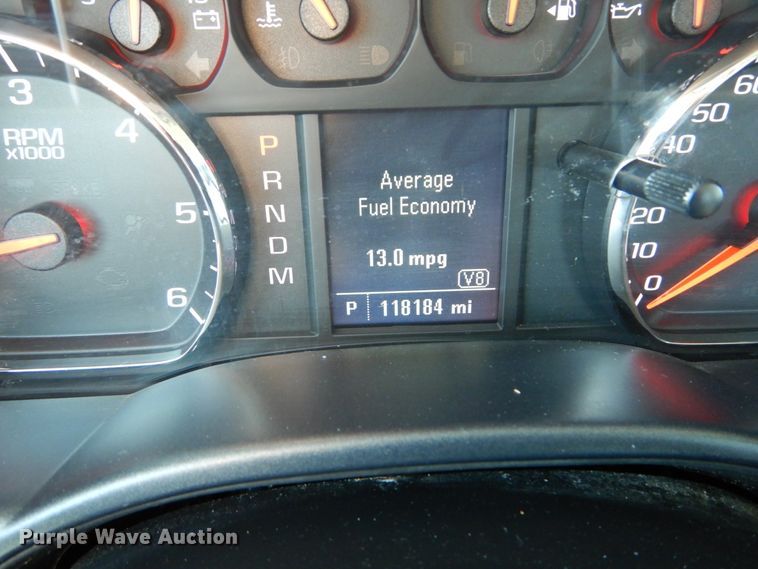 3
4
5
6
RPM
x1000
P
R
N
D
M
Average
Fuel Economy
13.0 mpg
V8
P 118184 mi
60
50
40
20
10
0
Purple Wave Auction